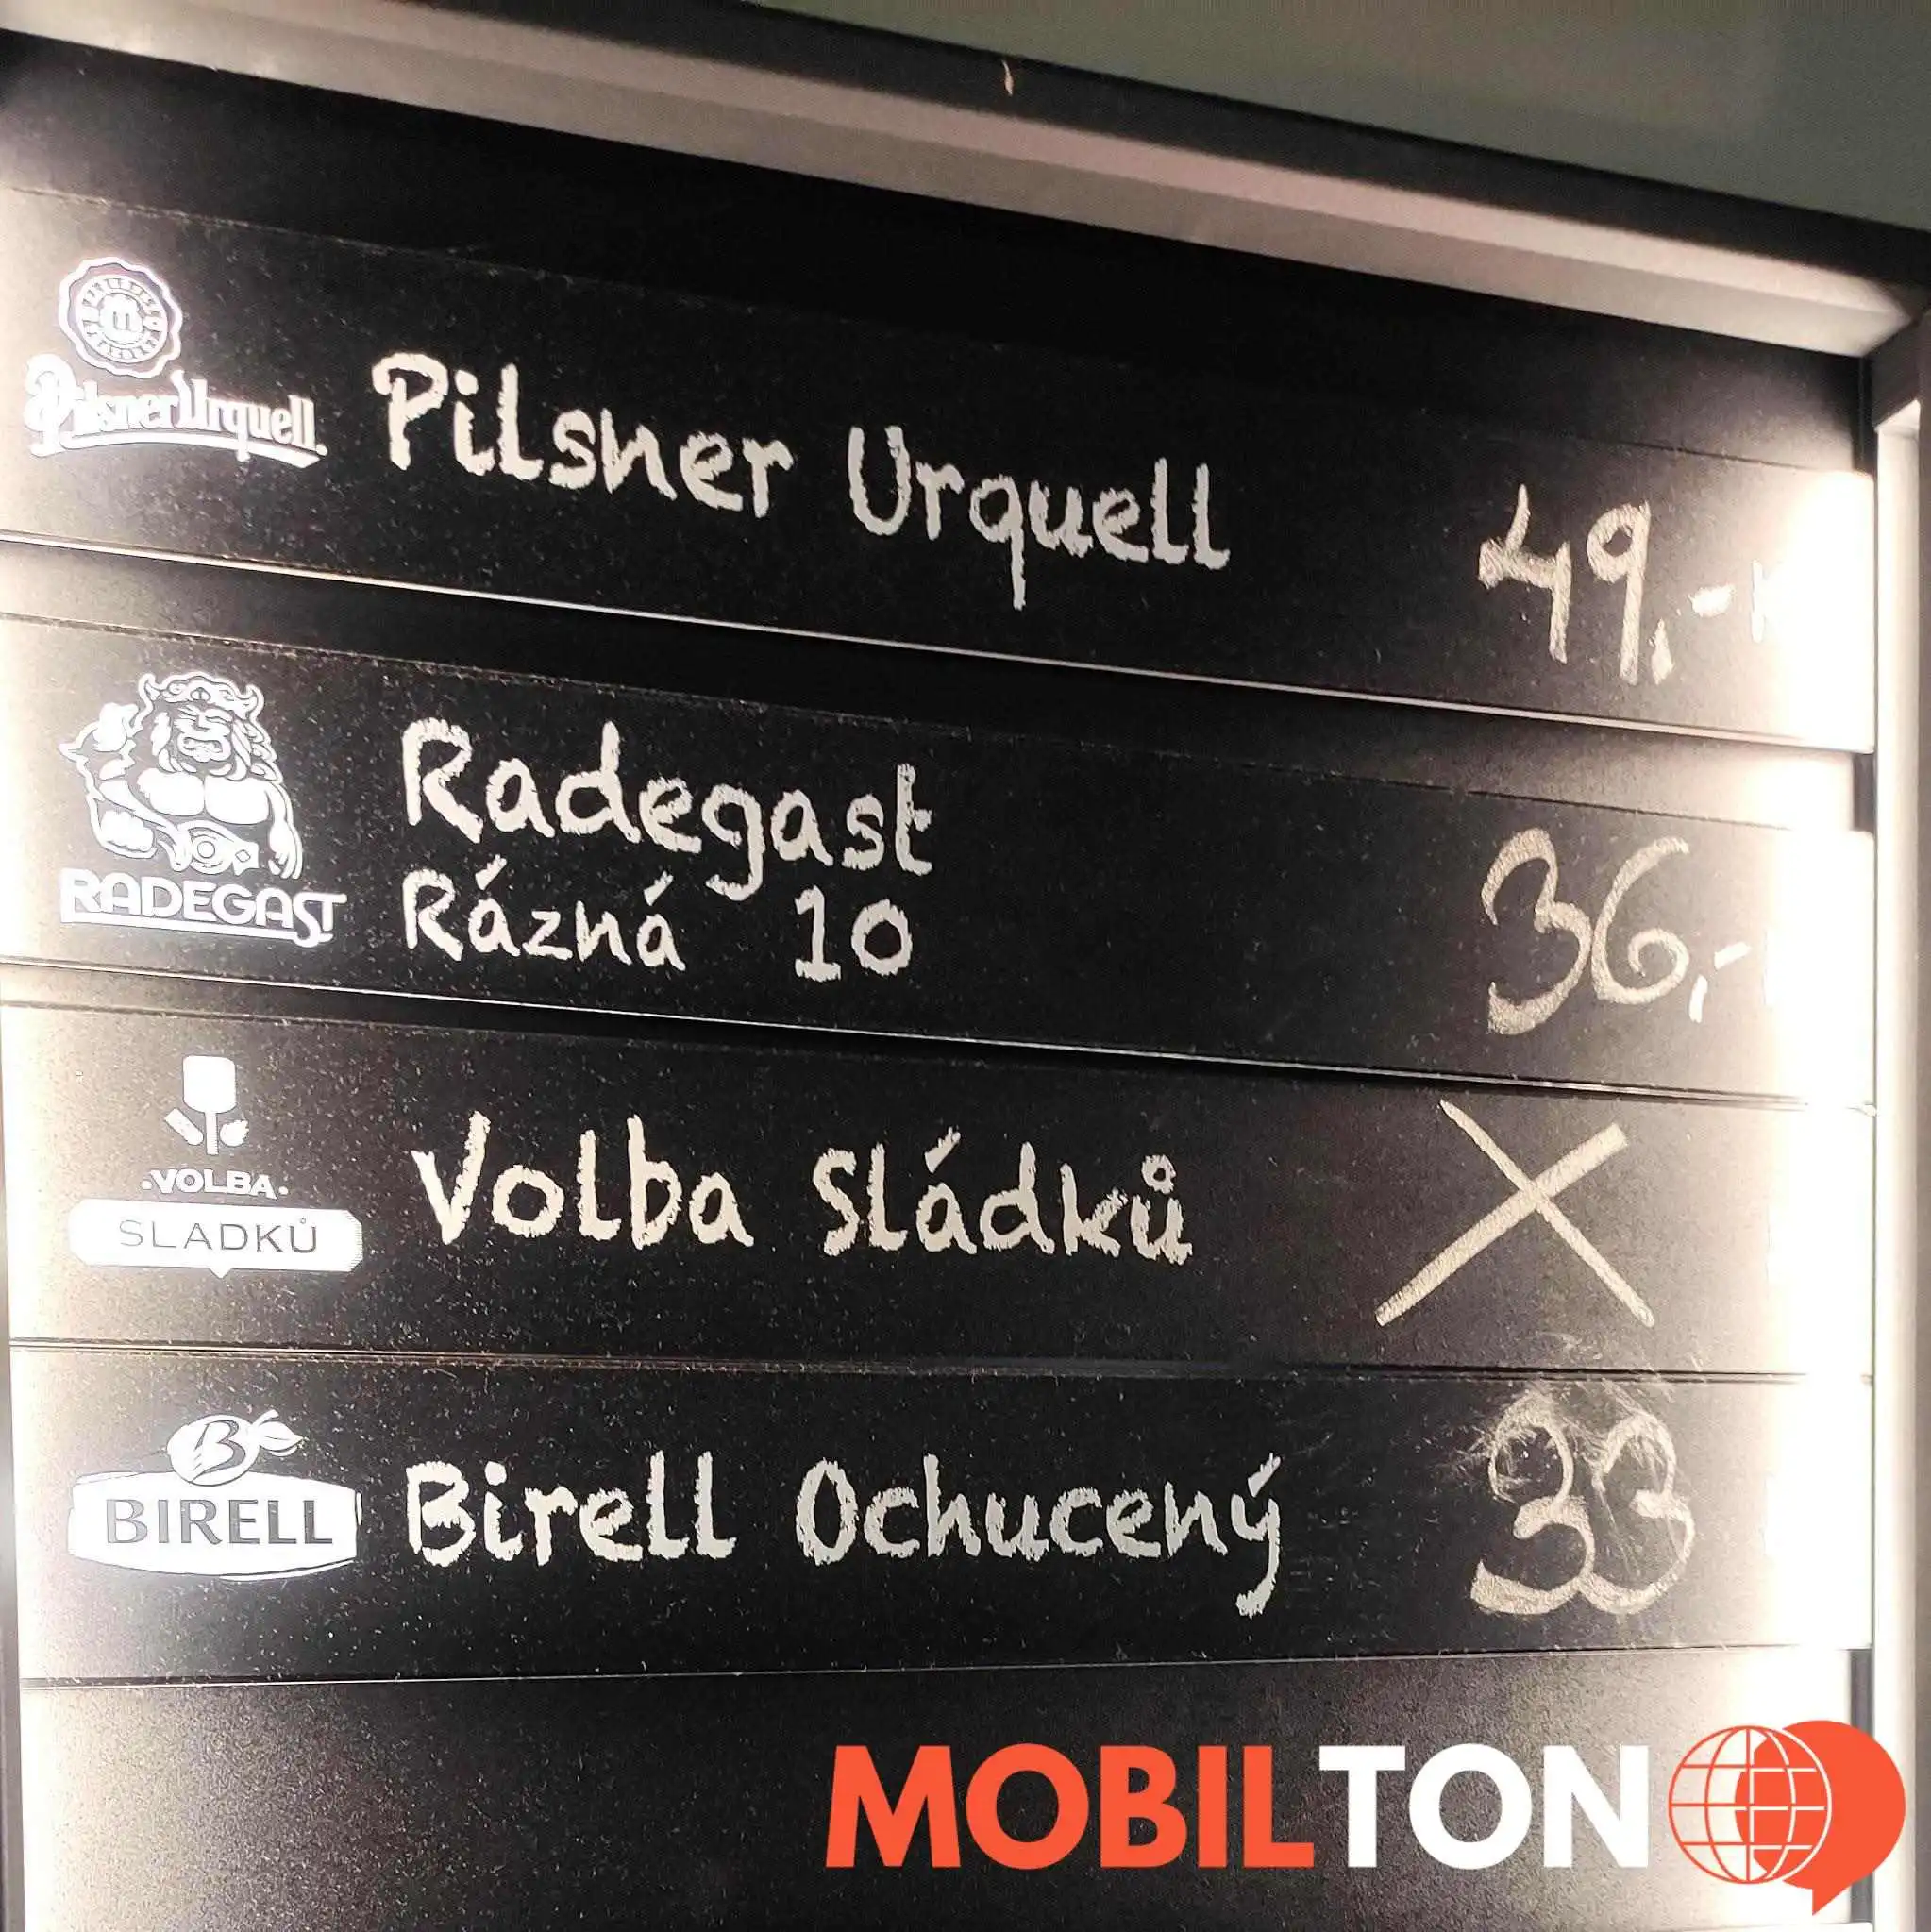 Pilsner Urquell
Pilsner Urquell 49,-
RADEGAST
Radegast
Rázná 10
36,-
VOLBA
SLADKŮ
Volba Sládků X
BIRELL
Birell Ochucený 33
MOBILTON